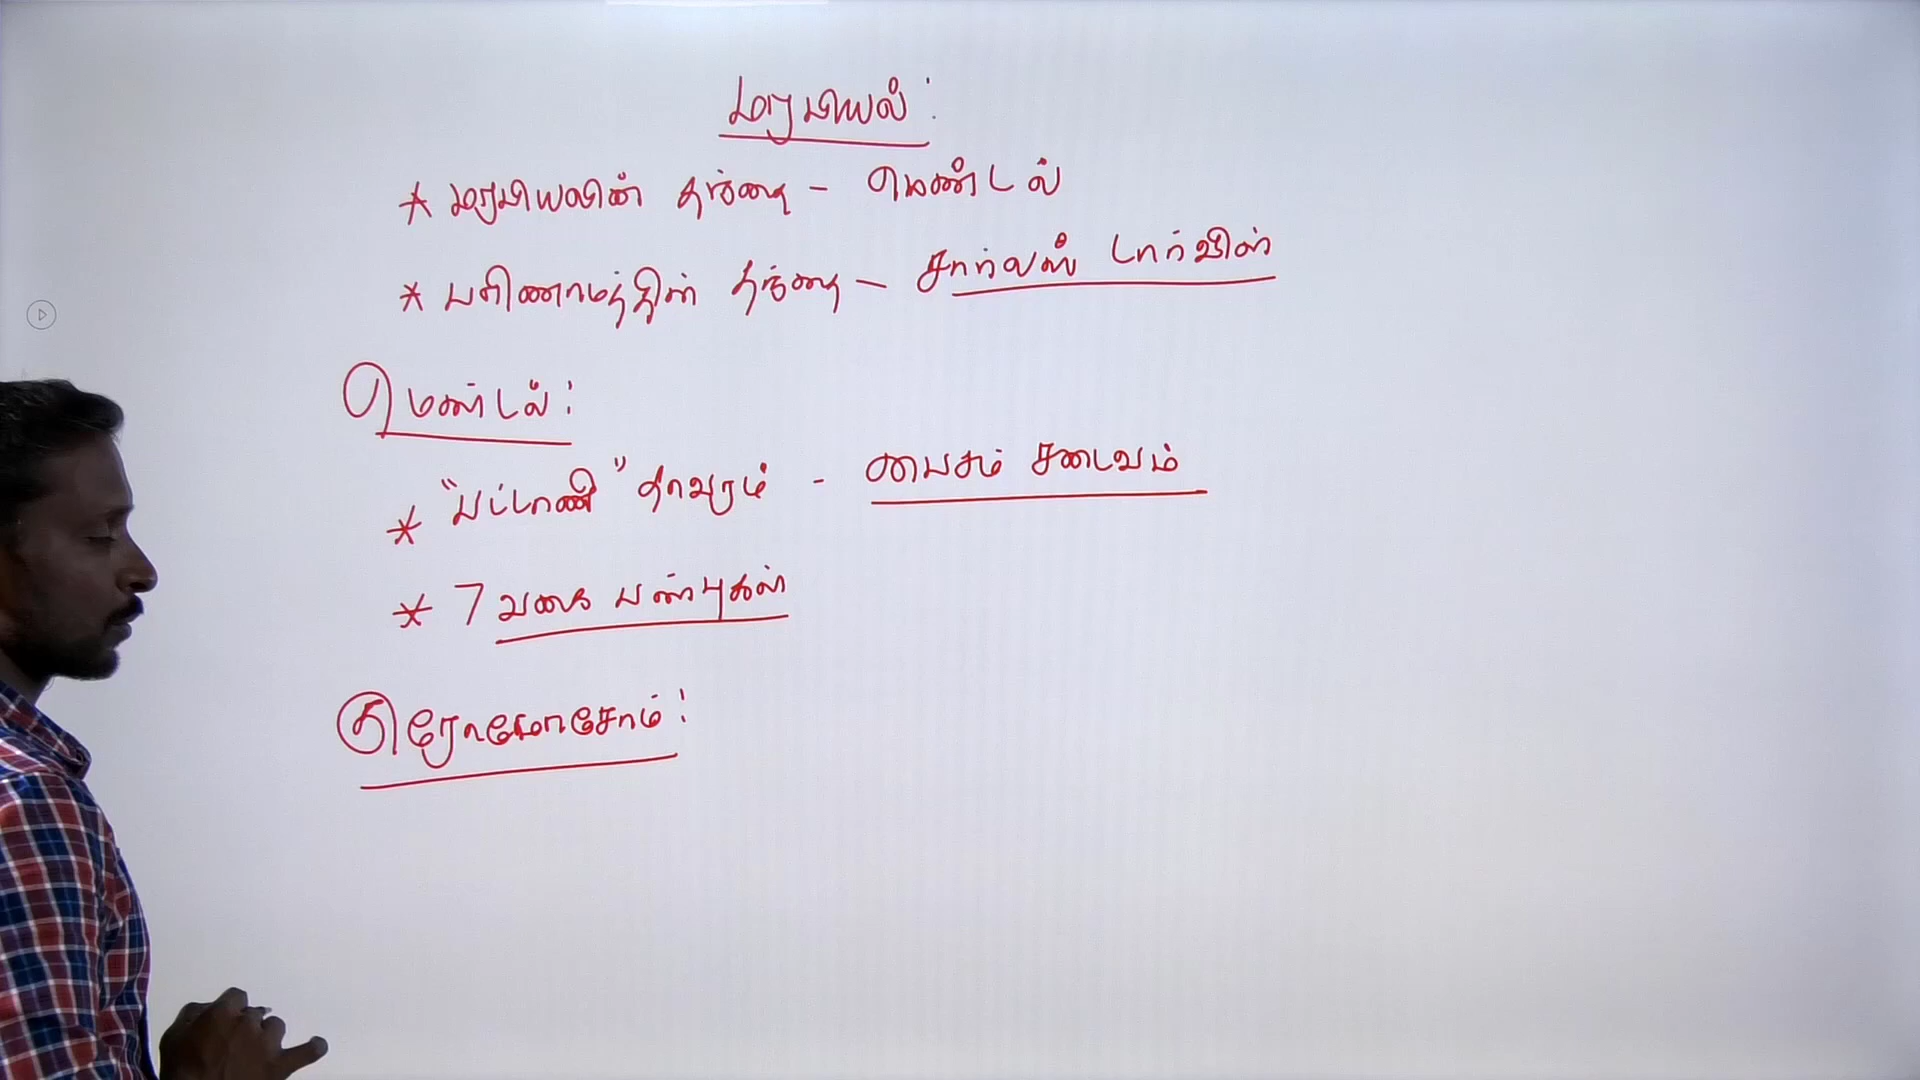 மரபியல் :
* மரபியலின் தந்தை - மெண்டல்
* பரிணாமத்தின் தந்தை - சார்லஸ் டார்வின்
மெண்டல் :
* "பட்டாணி" தாவரம் - பைசம் சடைவம்
* 7 வகை பண்புகள்
குரோமோசோம் :